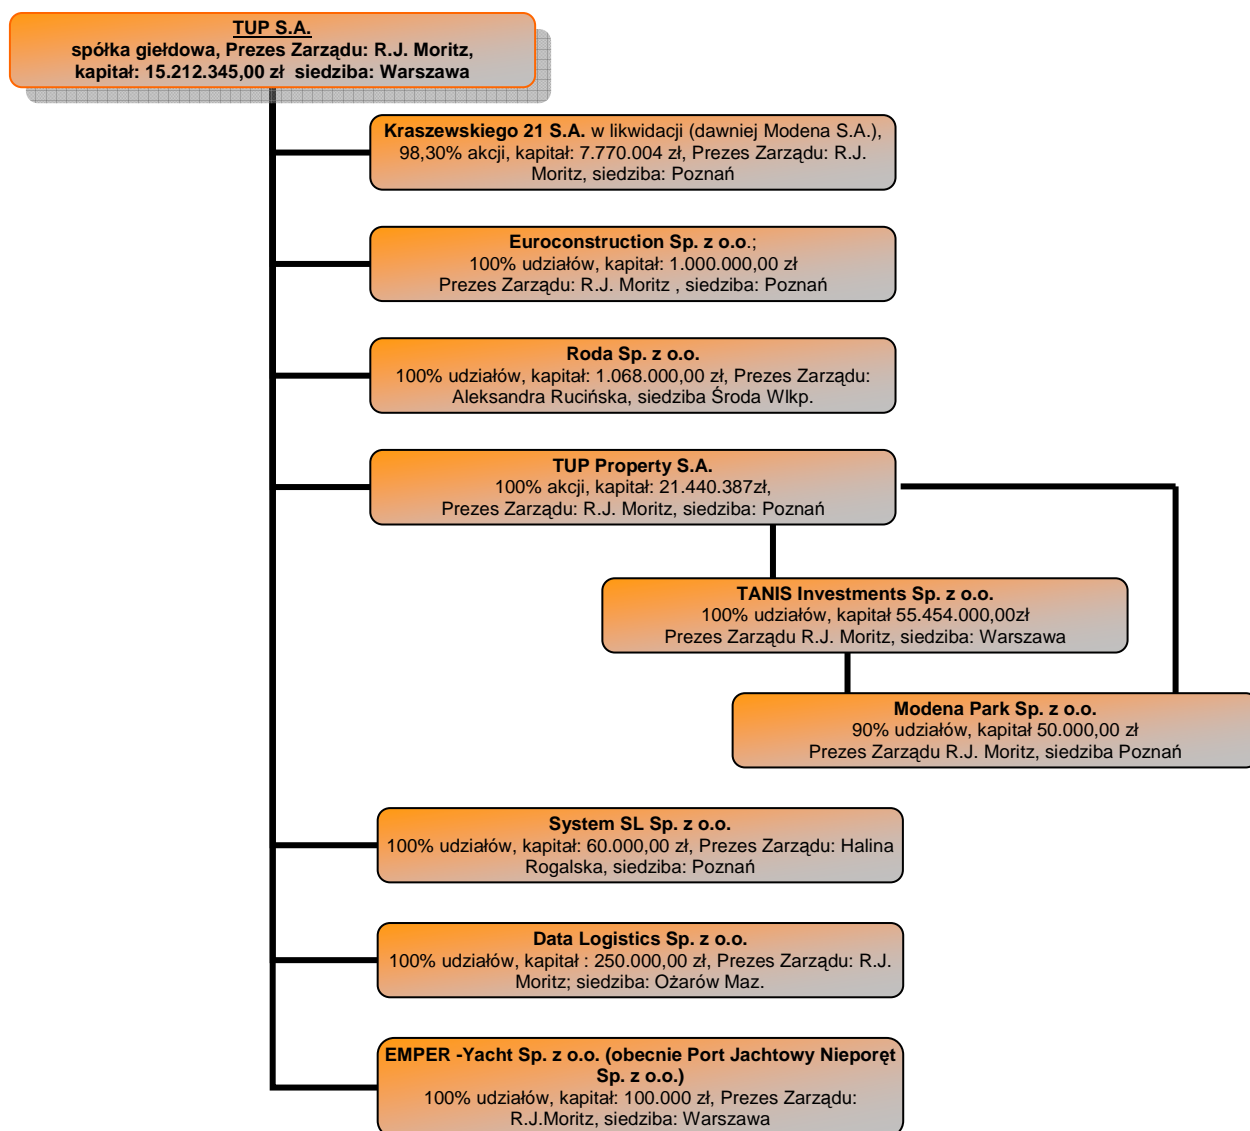 TUP S.A.
spółka giełdowa, Prezes Zarządu: R.J. Moritz,
kapitał: 15.212.345,00 zł  siedziba: Warszawa
Kraszewskiego 21 S.A. w likwidacji (dawniej Modena S.A.),
98,30% akcji, kapitał: 7.770.004 zł, Prezes Zarządu: R.J.
Moritz, siedziba: Poznań
Euroconstruction Sp. z o.o.;
100% udziałów, kapitał: 1.000.000,00 zł
Prezes Zarządu: R.J. Moritz , siedziba: Poznań
Roda Sp. z o.o.
100% udziałów, kapitał: 1.068.000,00 zł, Prezes Zarządu:
Aleksandra Rucińska, siedziba Środa Wlkp.
TUP Property S.A.
100% akcji, kapitał: 21.440.387zł,
Prezes Zarządu: R.J. Moritz, siedziba: Poznań
TANIS Investments Sp. z o.o.
100% udziałów, kapitał 55.454.000,00zł
Prezes Zarządu R.J. Moritz, siedziba: Warszawa
Modena Park Sp. z o.o.
90% udziałów, kapitał 50.000,00 zł
Prezes Zarządu R.J. Moritz, siedziba Poznań
System SL Sp. z o.o.
100% udziałów, kapitał: 60.000,00 zł, Prezes Zarządu: Halina
Rogalska, siedziba: Poznań
Data Logistics Sp. z o.o.
100% udziałów, kapitał : 250.000,00 zł, Prezes Zarządu: R.J.
Moritz; siedziba: Ożarów Maz.
EMPER -Yacht Sp. z o.o. (obecnie Port Jachtowy Nieporęt
Sp. z o.o.)
100% udziałów, kapitał: 100.000 zł, Prezes Zarządu:
R.J.Moritz, siedziba: Warszawa